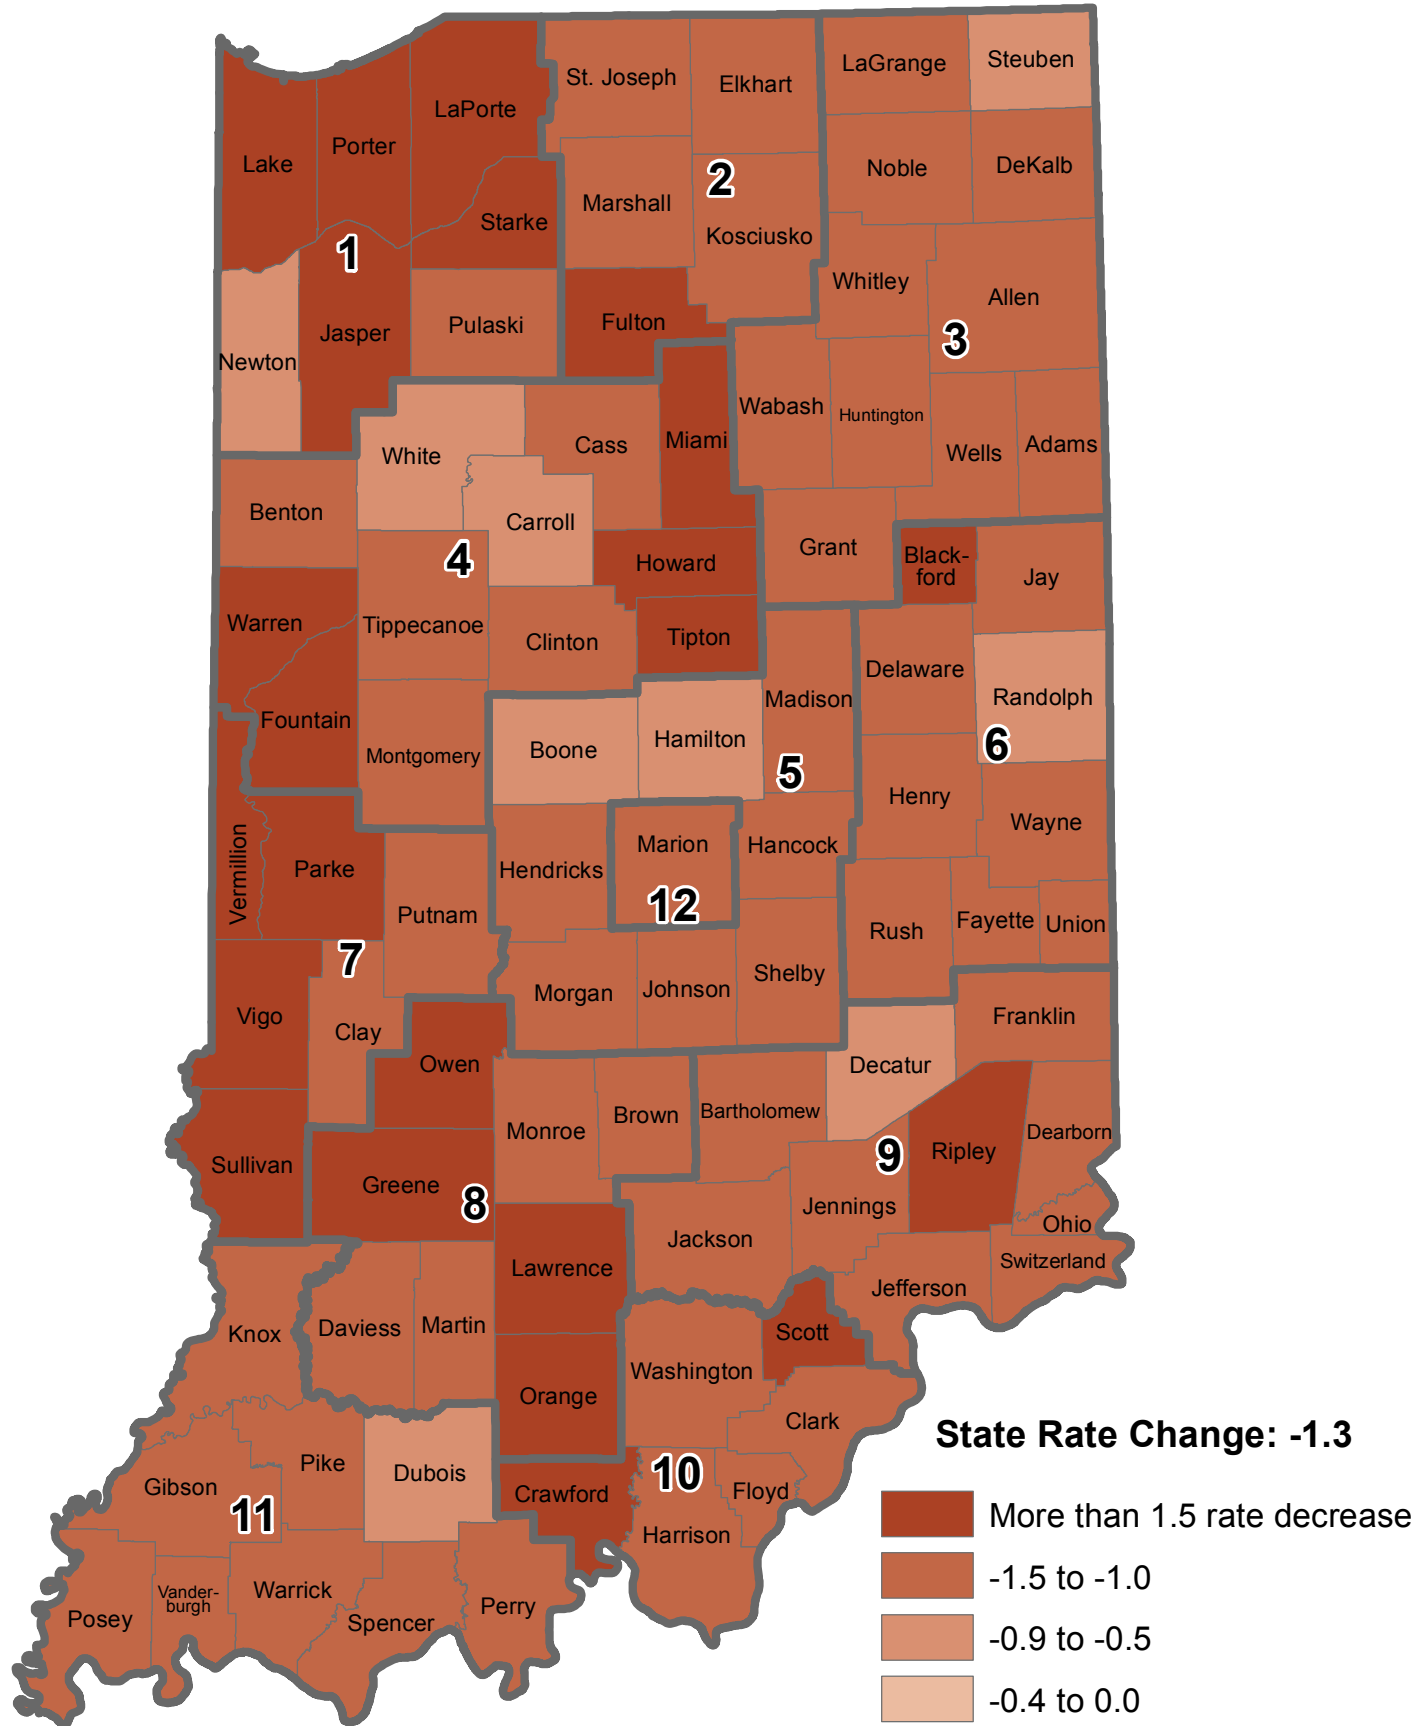 St. Joseph
Elkhart
LaGrange
Steuben
LaPorte
Porter
Lake
Noble
DeKalb
2
Marshall
Starke
Kosciusko
1
Whitley
Allen
Jasper
Pulaski
Fulton
3
Newton
Wabash
Huntington
White
Cass
Miami
Wells
Adams
Benton
Carroll
Grant
4
Howard
Black-
ford
Jay
Warren
Tippecanoe
Clinton
Tipton
Delaware
Fountain
Madison
Randolph
Montgomery
Boone
Hamilton
5
6
Henry
Wayne
Vermillion
Parke
Hendricks
Marion
Hancock
12
Putnam
Rush
Fayette
Union
7
Shelby
Morgan
Johnson
Vigo
Clay
Franklin
Owen
Decatur
Monroe
Brown
Bartholomew
Dearborn
Sullivan
Greene
8
9
Ripley
Jennings
Jackson
Ohio
Lawrence
Switzerland
Jefferson
Knox
Daviess
Martin
Scott
Washington
Orange
Clark
State Rate Change: -1.3
Pike
Dubois
10
Gibson
Crawford
Floyd
11
Harrison
More than 1.5 rate decrease
-1.5 to -1.0
Vander-
burgh
Warrick
Perry
Posey
Spencer
-0.9 to -0.5
-0.4 to 0.0